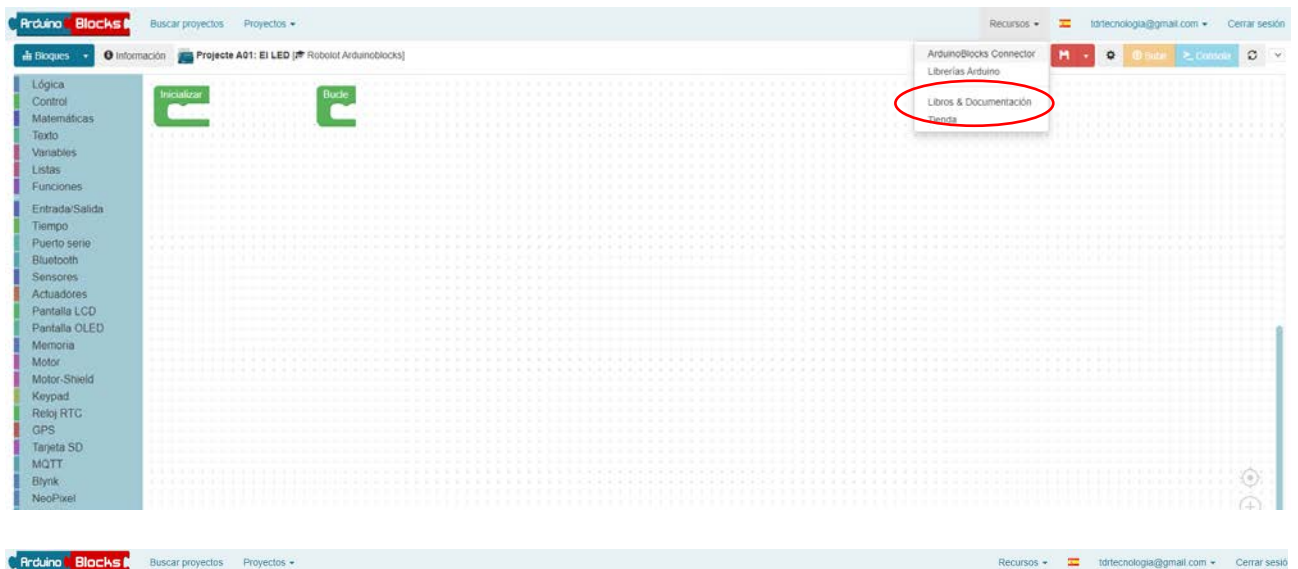 Arduino Blocks Buscar proyectos Proyectos Recursos tdrtecnologia@gmail.com Cerrar sesión
Bloques Información Projecte A01: El LED [Robolot Arduinoblocks] Subir Consola
ArduinoBlocks Connector
Librerías Arduino
Libros & Documentación
Tienda
Inicializar Bucle
Lógica
Control
Matemáticas
Texto
Variables
Listas
Funciones
Entrada/Salida
Tiempo
Puerto serie
Bluetooth
Sensores
Actuadores
Pantalla LCD
Pantalla OLED
Memoria
Motor
Motor-Shield
Keypad
Reloj RTC
GPS
Tarjeta SD
MQTT
Blynk
NeoPixel
Arduino Blocks Buscar proyectos Proyectos Recursos tdrtecnologia@gmail.com Cerrar sesió